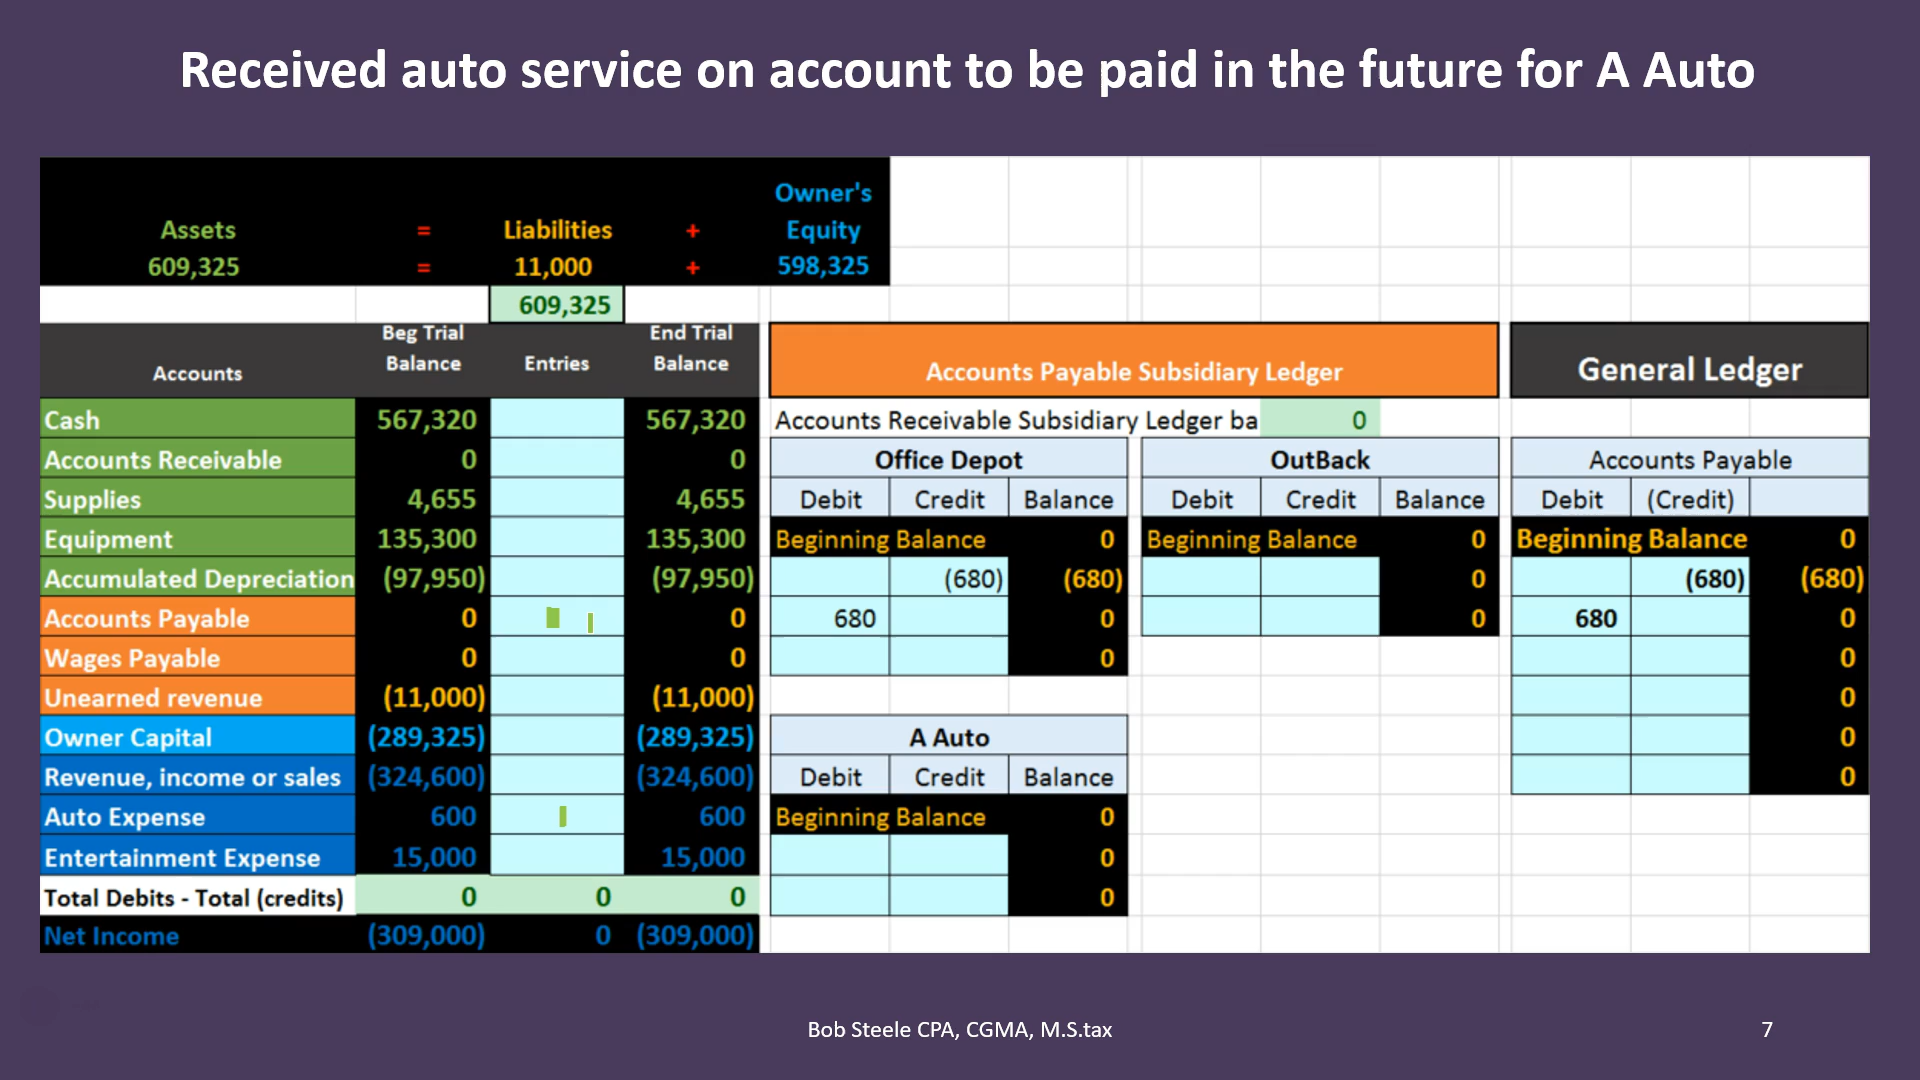 Received auto service on account to be paid in the future for A Auto
Owner's
Assets = Liabilities + Equity
609,325 = 11,000 + 598,325
609,325
Accounts Beg Trial Balance Entries End Trial Balance
Cash 567,320 567,320
Accounts Receivable 0 0
Supplies 4,655 4,655
Equipment 135,300 135,300
Accumulated Depreciation (97,950) (97,950)
Accounts Payable 0 0
Wages Payable 0 0
Unearned revenue (11,000) (11,000)
Owner Capital (289,325) (289,325)
Revenue, income or sales (324,600) (324,600)
Auto Expense 600 600
Entertainment Expense 15,000 15,000
Total Debits - Total (credits) 0 0 0
Net Income (309,000) 0 (309,000)
Accounts Payable Subsidiary Ledger
Accounts Receivable Subsidiary Ledger ba 0
Office Depot
Debit Credit Balance
Beginning Balance 0
(680) (680)
680 0
0
OutBack
Debit Credit Balance
Beginning Balance 0
0
0
A Auto
Debit Credit Balance
Beginning Balance 0
0
0
General Ledger
Accounts Payable
Debit (Credit)
Beginning Balance 0
(680) (680)
680 0
0
0
0
0
Bob Steele CPA, CGMA, M.S.tax
7